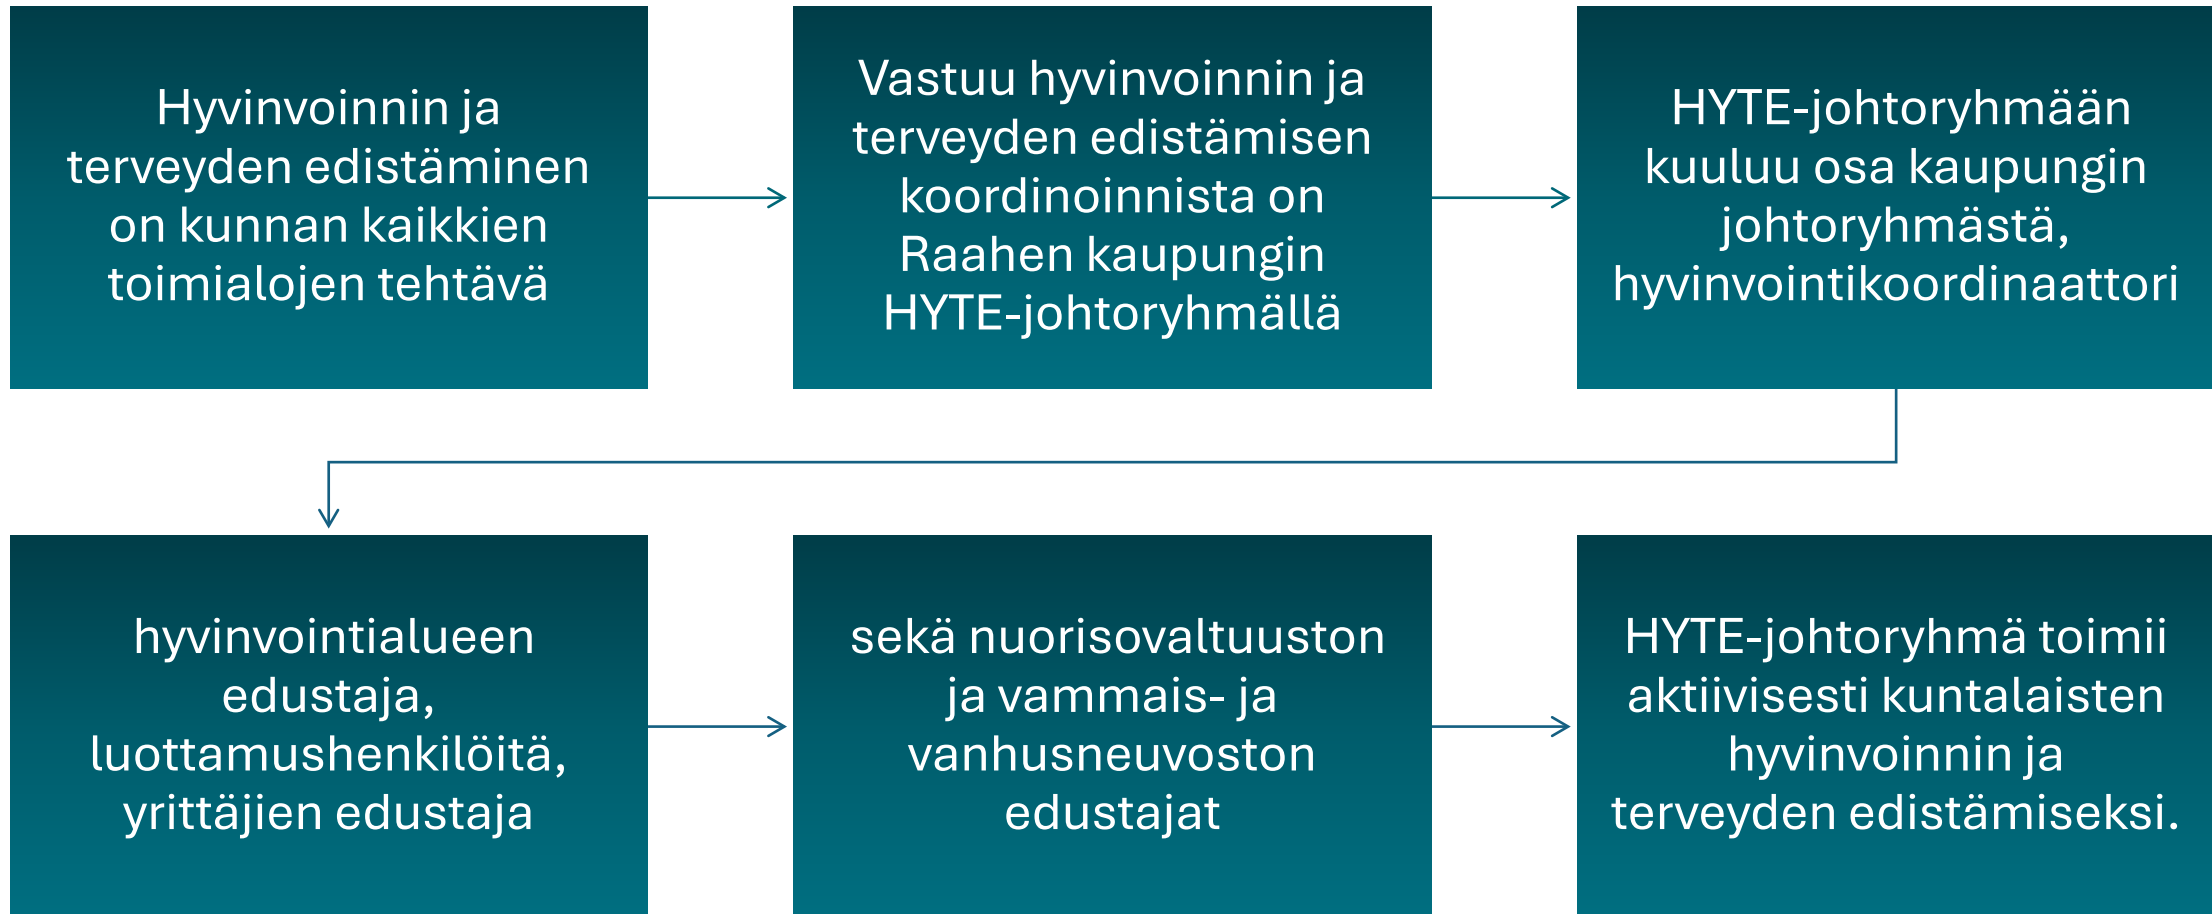 Hyvinvoinnin ja
terveyden edistäminen
on kunnan kaikkien
toimialojen tehtävä
Vastuu hyvinvoinnin ja
terveyden edistämisen
koordinoinnista on
Raahen kaupungin
HYTE-johtoryhmällä
HYTE-johtoryhmään
kuuluu osa kaupungin
johtoryhmästä,
hyvinvointikoordinaattori
hyvinvointialueen
edustaja,
luottamushenkilöitä,
yrittäjien edustaja
sekä nuorisovaltuuston
ja vammais- ja
vanhusneuvoston
edustajat
HYTE-johtoryhmä toimii
aktiivisesti kuntalaisten
hyvinvoinnin ja
terveyden edistämiseksi.